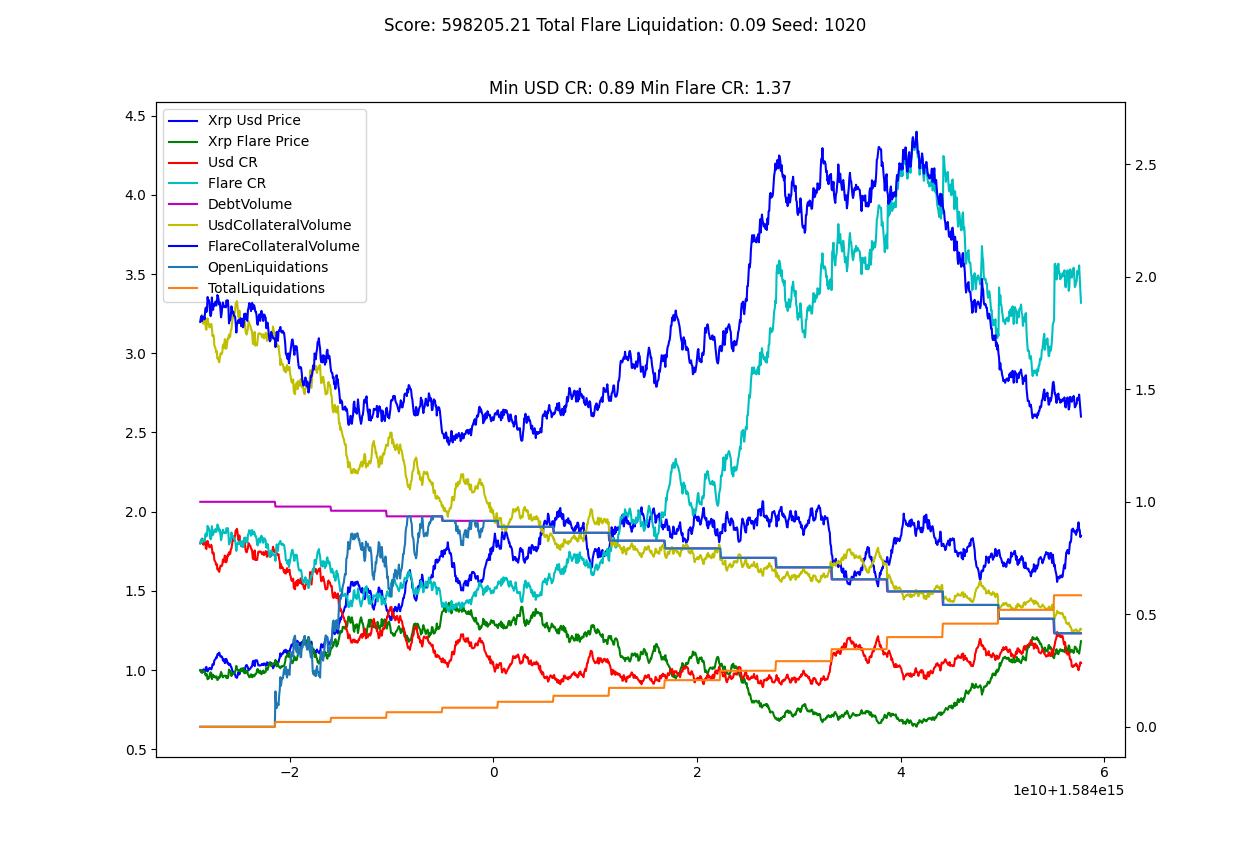 Score: 598205.21 Total Flare Liquidation: 0.09 Seed: 1020
Min USD CR: 0.89 Min Flare CR: 1.37
Xrp Usd Price
Xrp Flare Price
Usd CR
Flare CR
DebtVolume
UsdCollateralVolume
FlareCollateralVolume
OpenLiquidations
TotalLiquidations
4.5
4.0
3.5
3.0
2.5
2.0
1.5
1.0
0.5
2.5
2.0
1.5
1.0
0.5
0.0
−2
0
2
4
6
1e10+1.584e15